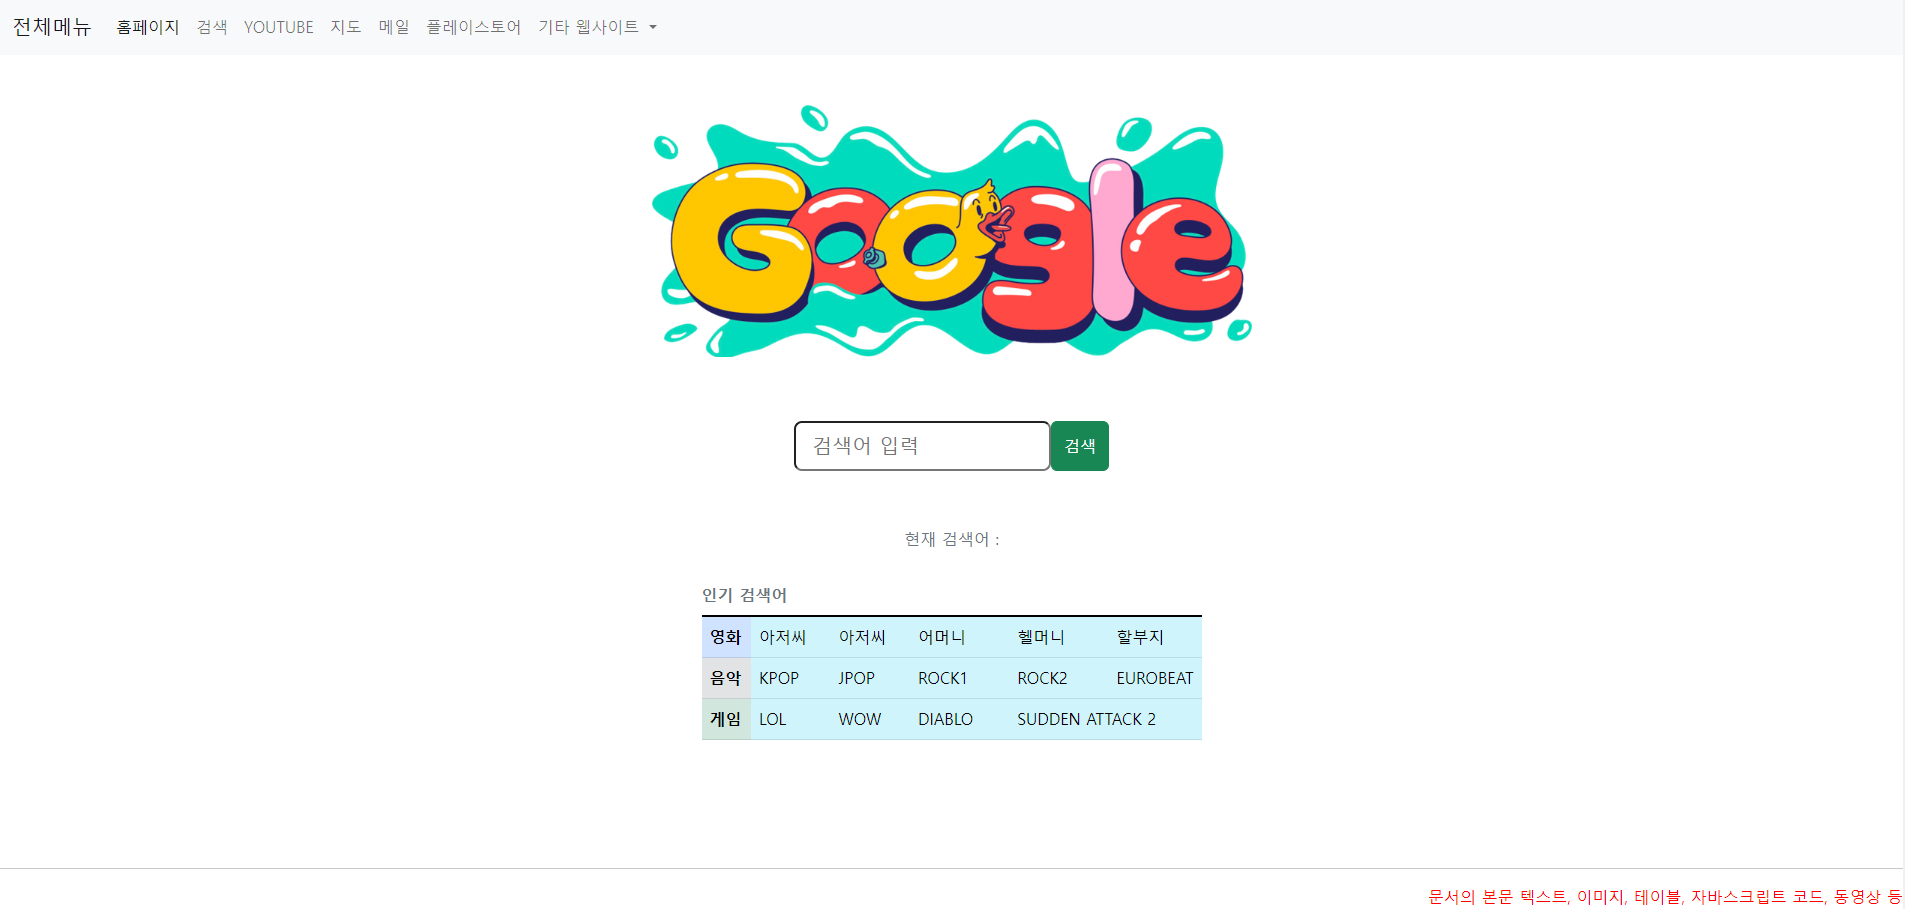 전체메뉴 홈페이지 검색 YOUTUBE 지도 메일 플레이스토어 기타 웹사이트
Google
검색어 입력 검색
현재 검색어 :
인기 검색어
영화 아저씨 아저씨 어머니 헬머니 할부지
음악 KPOP JPOP ROCK1 ROCK2 EUROBEAT
게임 LOL WOW DIABLO SUDDEN ATTACK 2
문서의 본문 텍스트, 이미지, 테이블, 자바스크립트 코드, 동영상 등